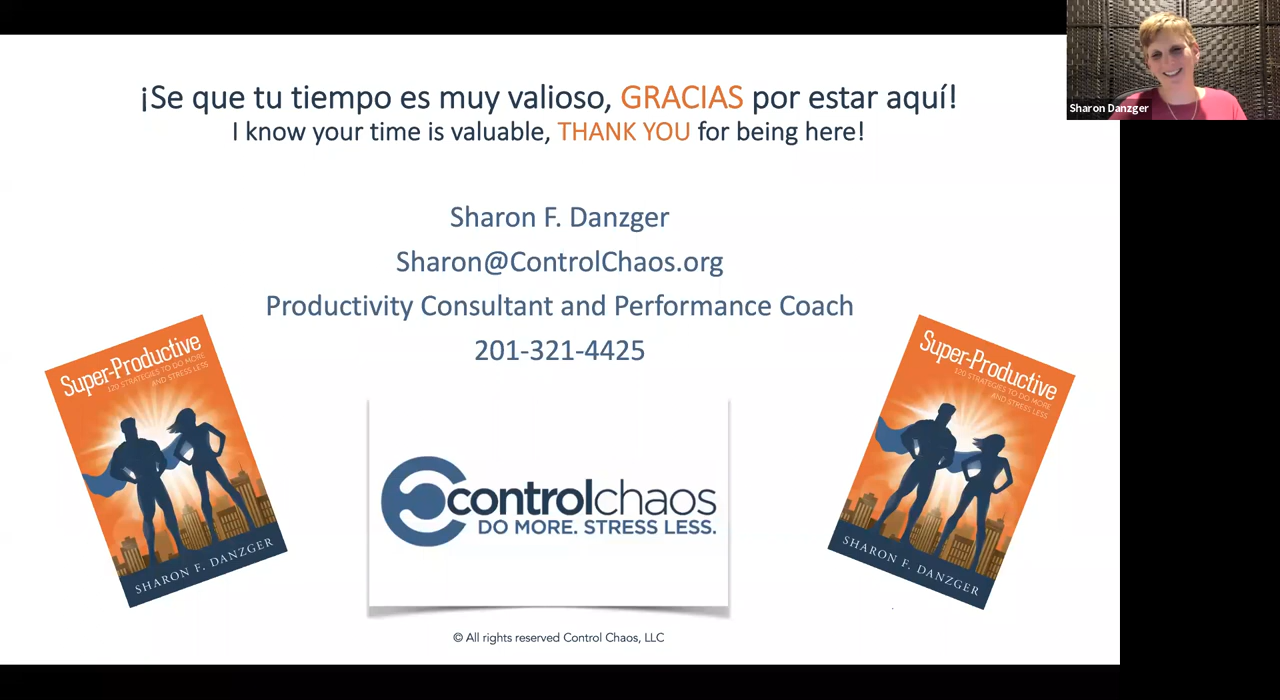 ¡Se que tu tiempo es muy valioso, GRACIAS por estar aquí!
I know your time is valuable, THANK YOU for being here!
Sharon Danzger
Sharon F. Danzger
Sharon@ControlChaos.org
Productivity Consultant and Performance Coach
201-321-4425
Super-Productive
120 STRATEGIES TO DO MORE
AND STRESS LESS
SHARON F. DANZGER
controlchaos
DO MORE. STRESS LESS.
Super-Productive
120 STRATEGIES TO DO MORE
AND STRESS LESS
SHARON F. DANZGER
© All rights reserved Control Chaos, LLC